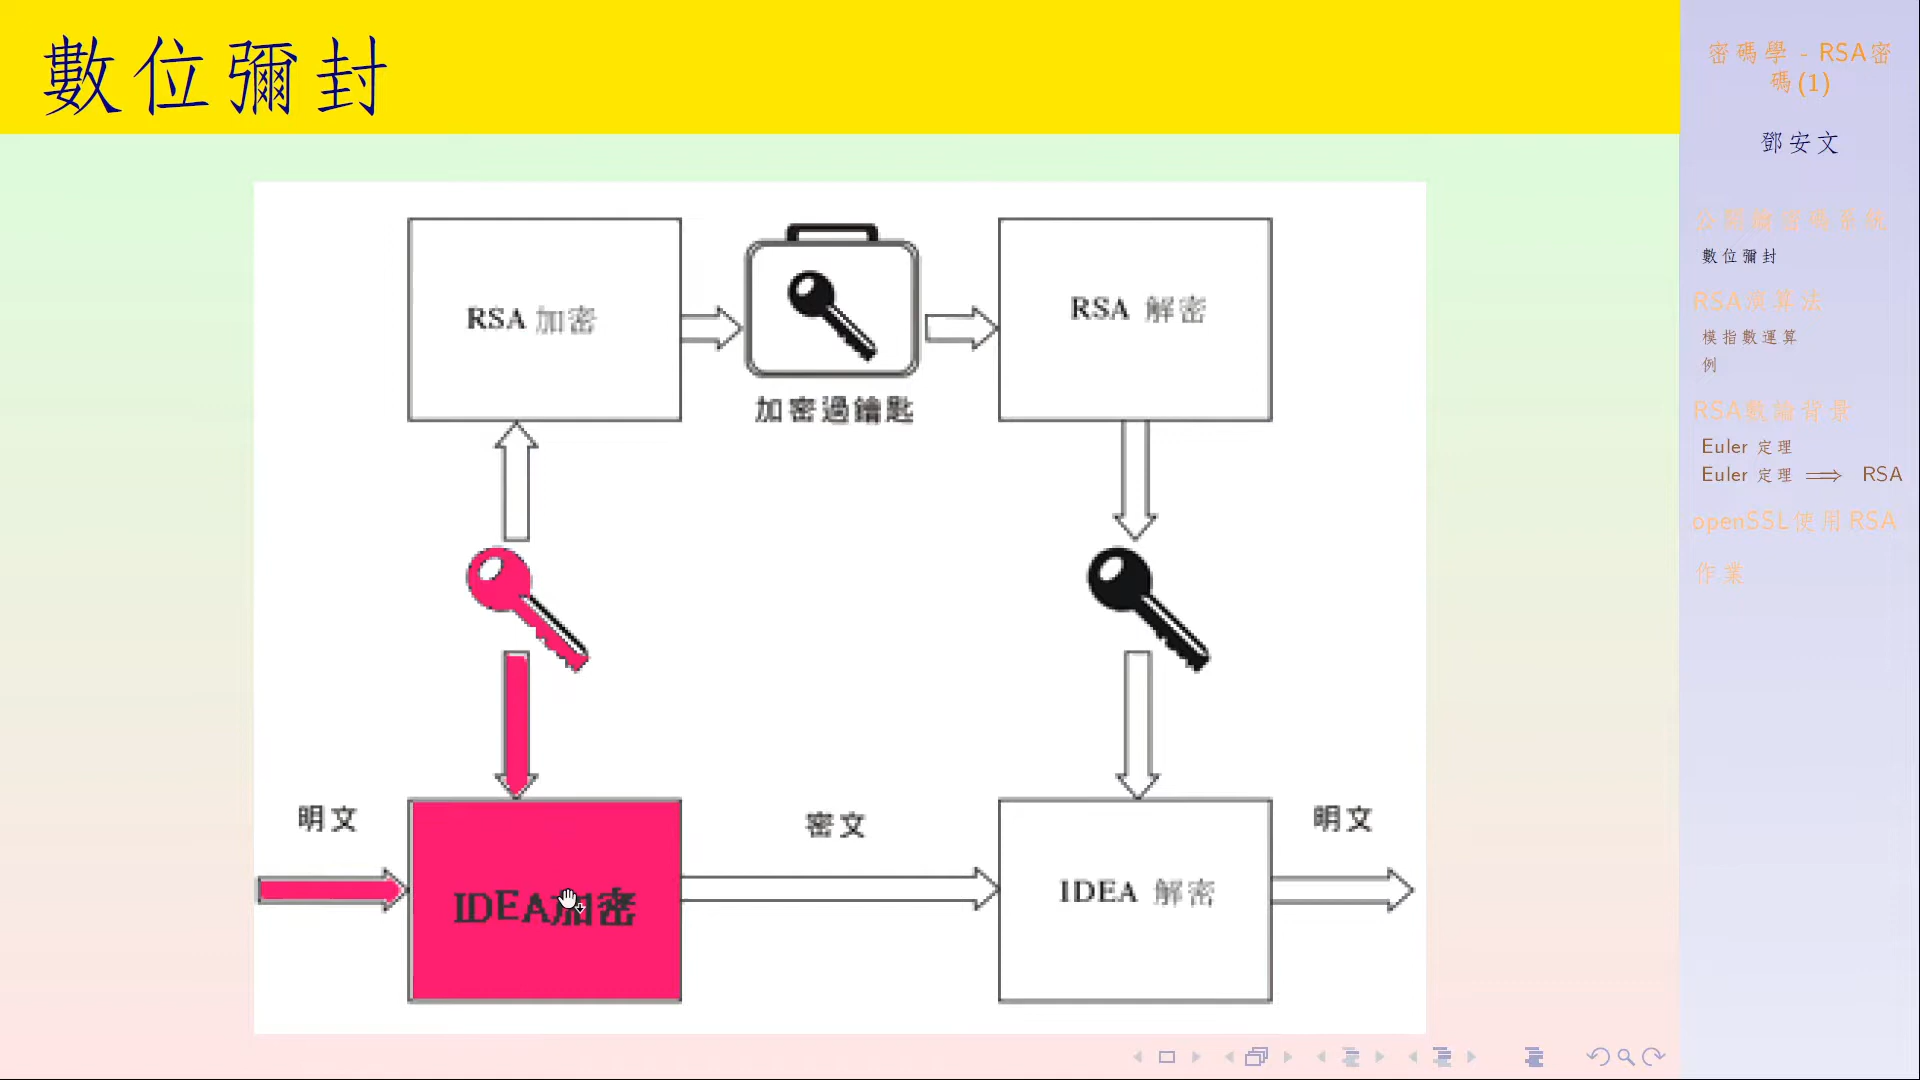 數位彌封
RSA 加密
RSA 解密
加密過鑰匙
明文
密文
明文
IDEA加密
IDEA 解密
密碼學 - RSA密
碼(1)
鄧安文
公開鑰密碼系統
數位彌封
RSA演算法
模指數運算
例
RSA數論背景
Euler 定理
Euler 定理 ⟹ RSA
openSSL使用RSA
作業